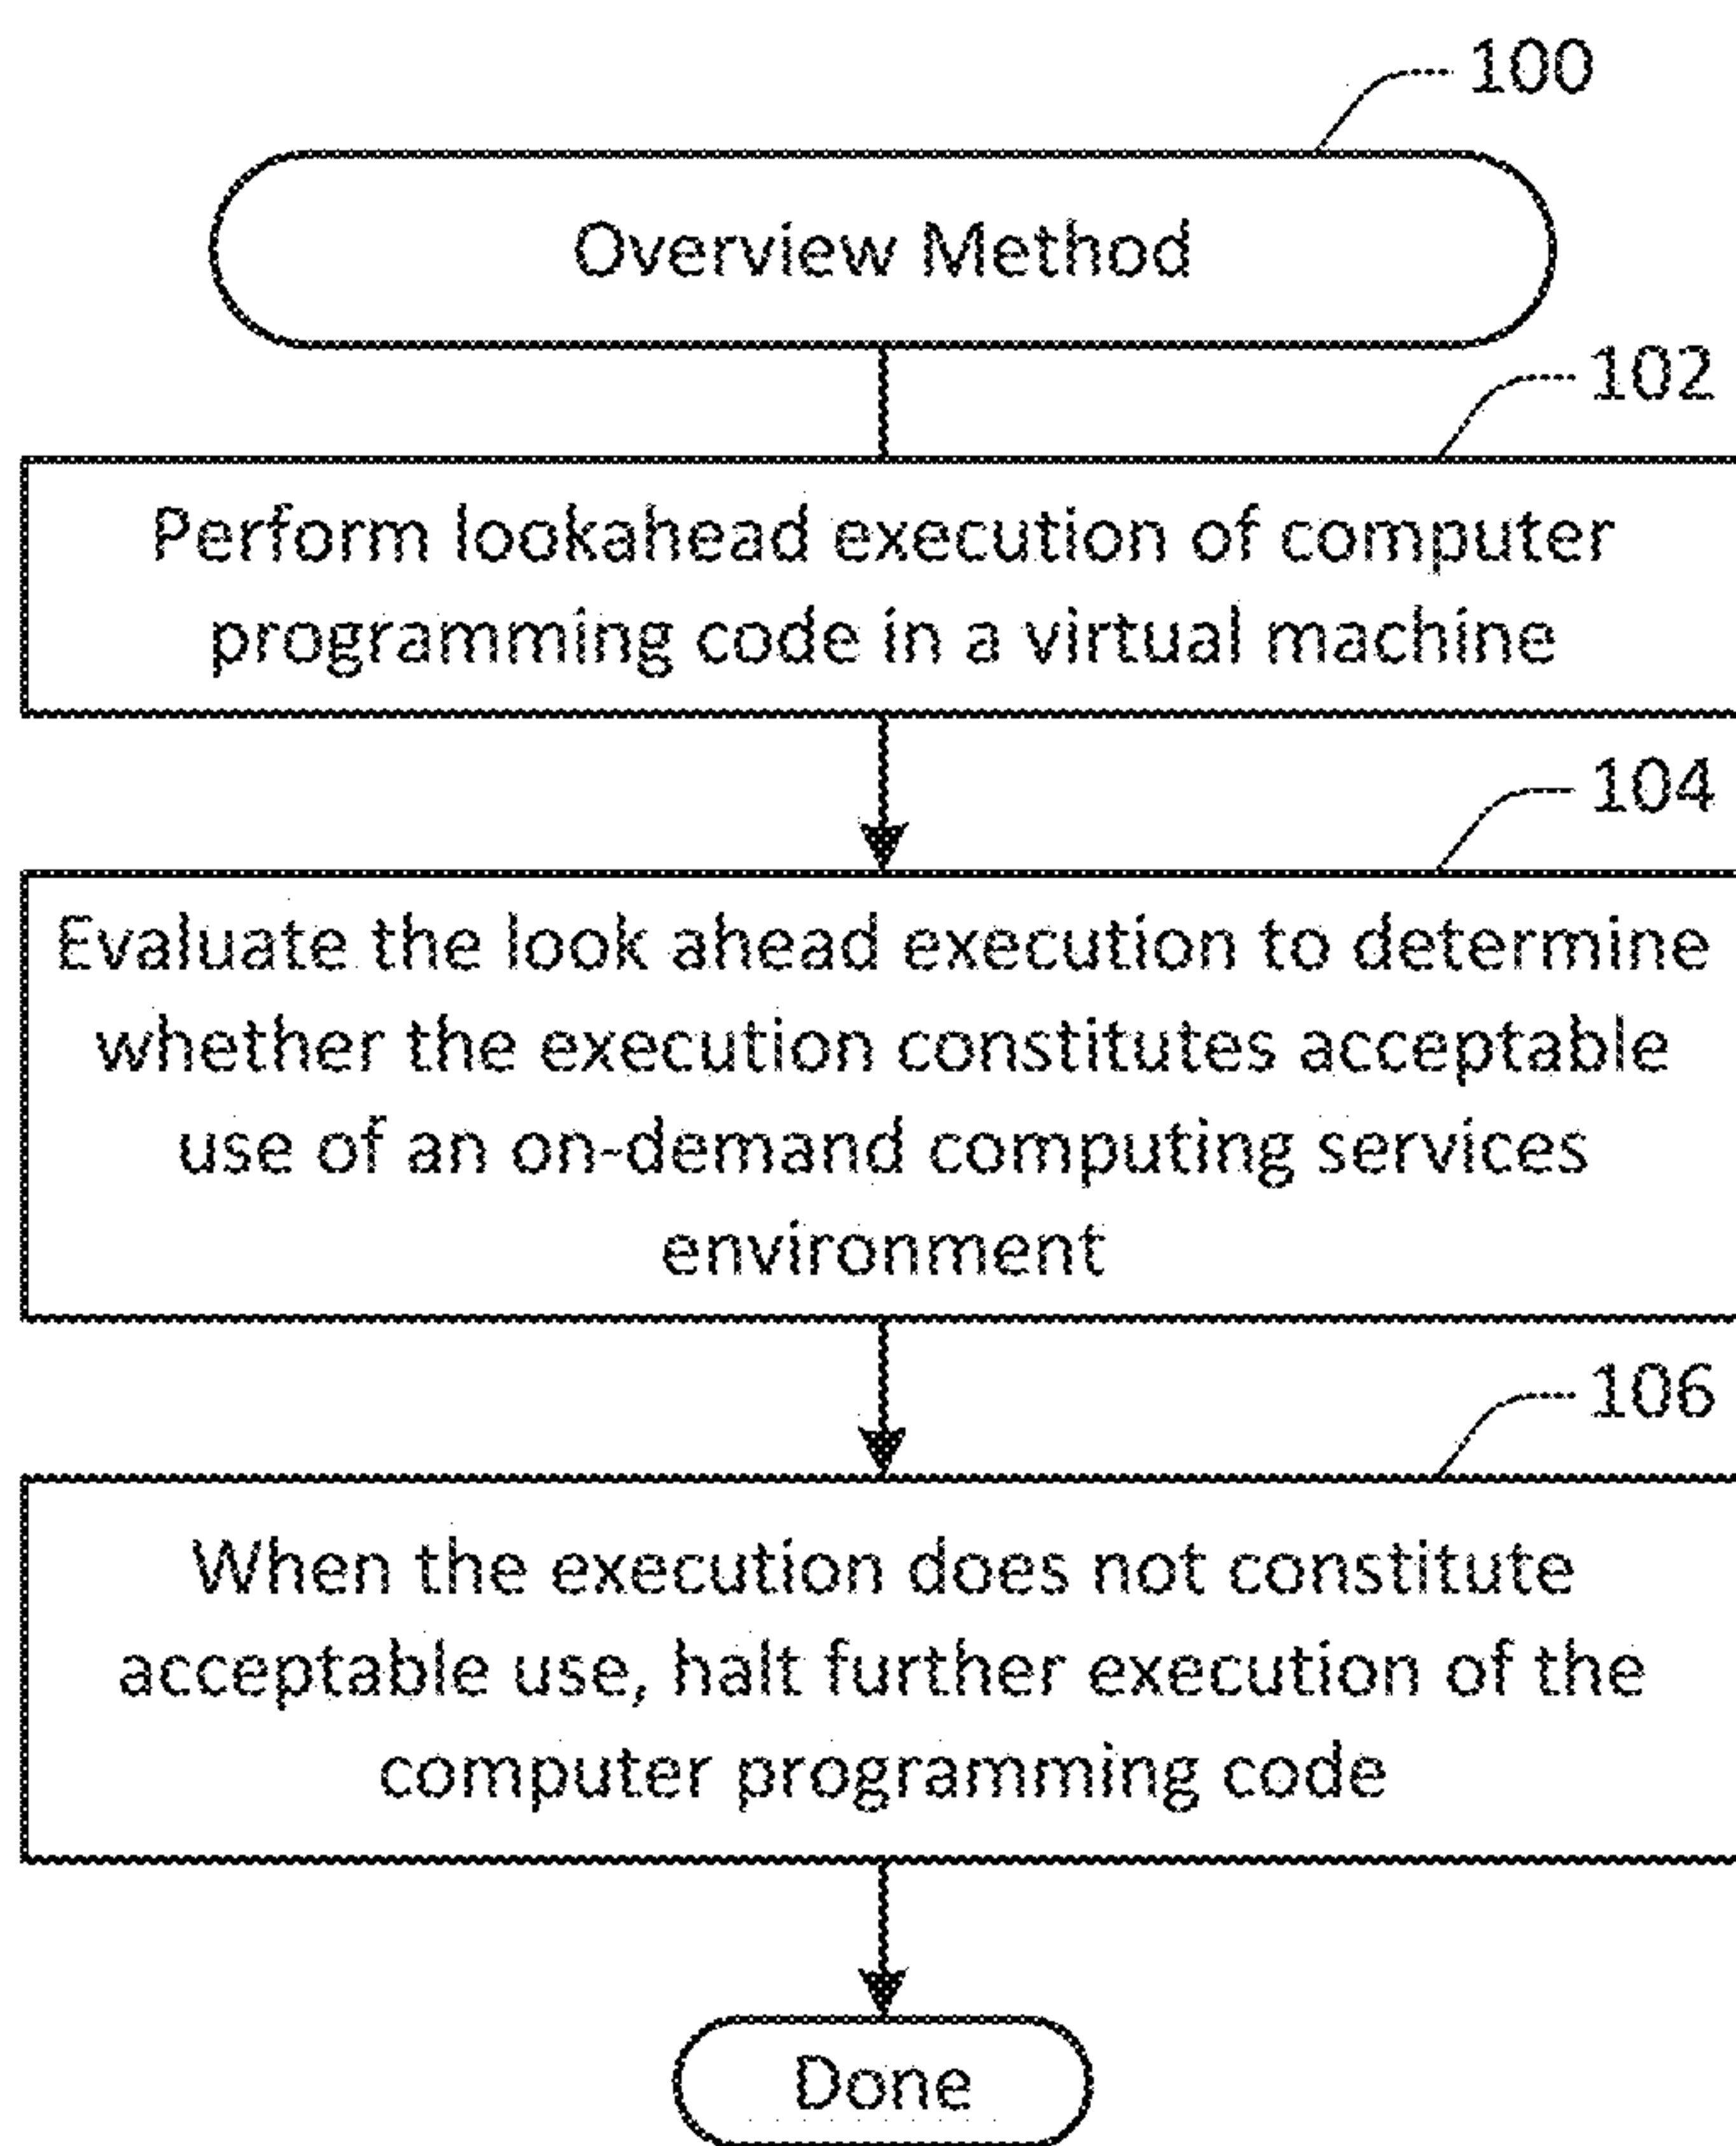 100
Overview Method
102
Perform lookahead execution of computer
programming code in a virtual machine
104
Evaluate the look ahead execution to determine
whether the execution constitutes acceptable
use of an on-demand computing services
environment
106
When the execution does not constitute
acceptable use, halt further execution of the
computer programming code
Done